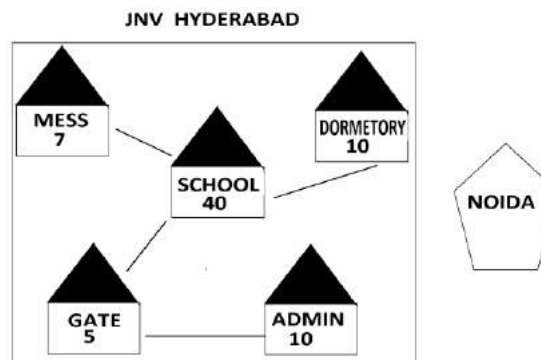 JNV HYDERABAD
MESS
7
DORMETORY
10
SCHOOL
40
NOIDA
GATE
5
ADMIN
10